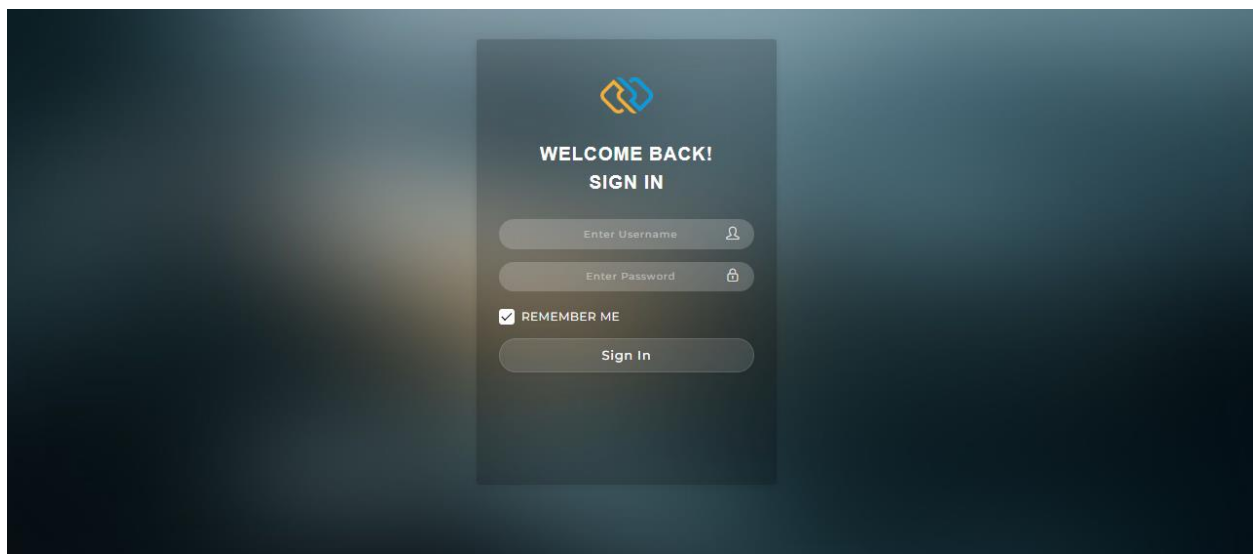 WELCOME BACK!
SIGN IN
Enter Username
Enter Password
REMEMBER ME
Sign In